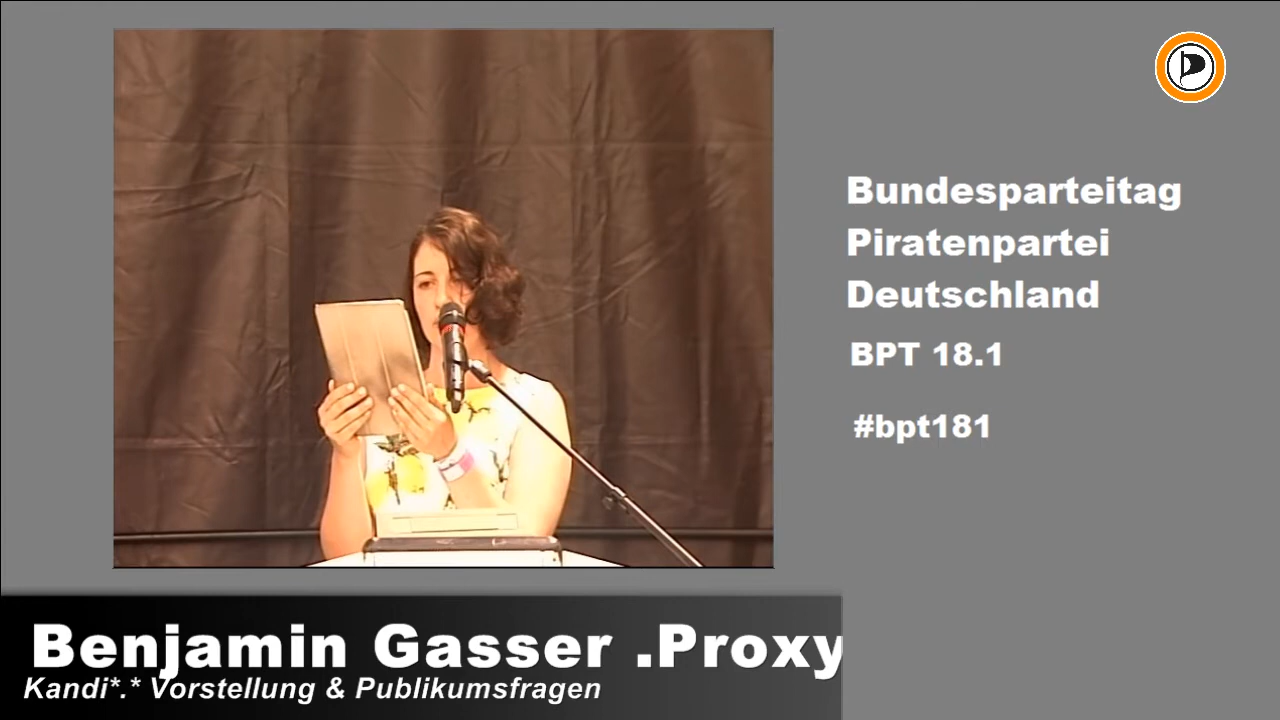 Bundesparteitag
Piratenpartei
Deutschland
BPT 18.1
#bpt181
Benjamin Gasser .Proxy
Kandi*.* Vorstellung & Publikumsfragen